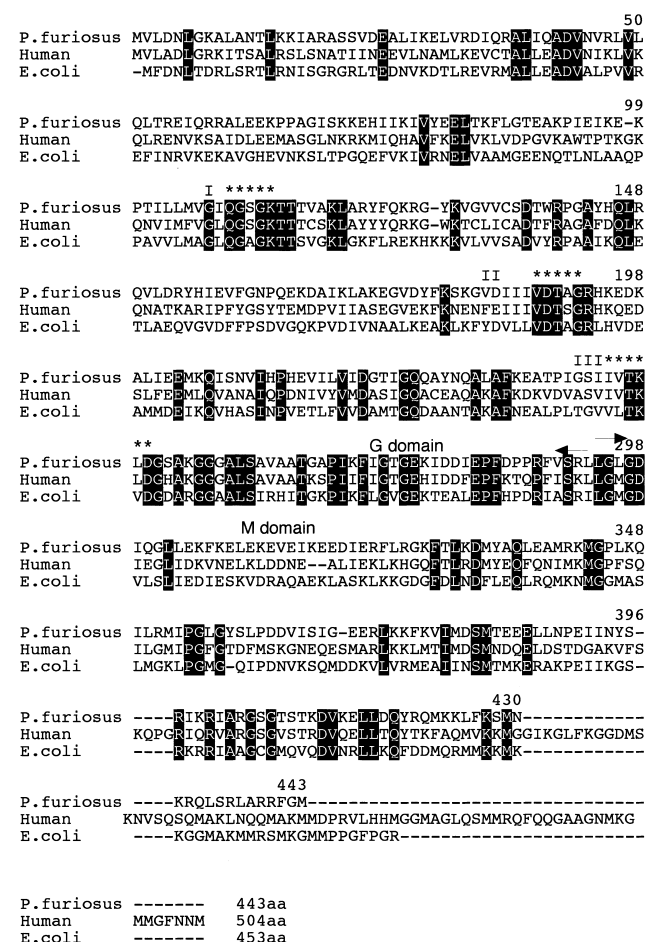 50
P.furiosus MVLDNLGKALANTLKKIARASSVDEALIKELVRDIQRALIQADVNVRLVL
Human MVLADLGRKITSALRSLSNATIINEEVLNAMLKEVCTALLEADVNIKLVK
E.coli -MFDNLTDRLSRTLRNISGRGRLTEDNVKDTLREVRMALLEADVALPVVR
99
P.furiosus QLTREIQRRALEEKPPAGISKKEHIIKIVYEELTKFLGTEAKPIEIKE-K
Human QLRENVKSAIDLEEMASGLNKRKMIQHAVFKELVKLVDPGVKAWTPTKGK
E.coli EFINRVKEKAVGHEVNKSLTPGQEFVKIVRNELVAAMGEENQTLNLAAQP
I ***** 148
P.furiosus PTILLMVGIQGSGKTTTVAKLARYFQKRG-YKVGVVCSDTWRPGAYHQLR
Human QNVIMFVGLQGSGKTTTCSKLAYYYQRKG-WKTCLICADTFRAGAFDQLK
E.coli PAVVLMAGLQGAGKTTSVGKLGKFLREKHKKKVLVVSADVYRPAAIKQLE
II ***** 198
P.furiosus QVLDRYHIEVFGNPQEKDAIKLAKEGVDYFKSKGVDIIIVDTAGRHKEDK
Human QNATKARIPFYGSYTEMDPVIIASEGVEKFKNENFEIIIVDTSGRHKQED
E.coli TLAEQVGVDFFPSDVGQKPVDIVNAALKEAKLKFYDVLLVDTAGRLHVDE
III****
P.furiosus ALIEEMKQISNVIHPHEVILVIDGTIGQQAYNQALAFKEATPIGSIIVTK
Human SLFEEMLQVANAIQPDNIVYVMDASIGQACEAQAKAFKDKVDVASVIVTK
E.coli AMMDEIKQVHASINPVETLFVVDAMTGQDAANTAKAFNEALPLTGVVLTK
** G domain 298
P.furiosus LDGSAKGGGALSAVAATGAPIKFIGTGEKIDDIEPFDPPRFVSRLLGLGD
Human LDGHAKGGGALSAVAATKSPIIFIGTGEHIDDFEPFKTQPFISKLLGMGD
E.coli VDGDARGGAALSIRHITGKPIKFLGVGEKTEALEPFHPDRIASRILGMGD
M domain 348
P.furiosus IQGLLEKFKELEKEVEIKEEDIERFLRGKFTLKDMYAQLEAMRKMGPLKQ
Human IEGLIDKVNELKLDDNE--ALIEKLKHGQFTLRDMYEQFQNIMKMGPFSQ
E.coli VLSLIEDIESKVDRAQAEKLASKLKKGDGFDLNDFLEQLRQMKNMGGMAS
396
P.furiosus ILRMIPGLGYSLPDDVISIG-EERLKKFKVIMDSMTEEELLNPEIINYS-
Human ILGMIPGFGTDFMSKGNEQESMARLKKLMTIMDSMNDQELDSTDGAKVFS
E.coli LMGKLPGMG-QIPDNVKSQMDDKVLVRMEAIINSMTMKERAKPEIIKGS-
430
P.furiosus ----RIKRIARGSGTSTKDVKELLDQYRQMKKLFKSMN------------
Human KQPGRIQRVARGSGVSTRDVQELLTQYTKFAQMVKKMGGIKGLFKGGDMS
E.coli ----RKRRIAAGCGMQVQDVNRLLKQFDDMQRMMKKMK------------
443
P.furiosus ----KRQLSRLARRFGM---------------------------------
Human KNVSQSQMAKLNQQMAKMMDPRVLHHMGGMAGLQSMMRQFQQGAAGNMKG
E.coli ----KGGMAKMMRSMKGMMPPGFPGR------------------------
P.furiosus ------- 443aa
Human MMGFNNM 504aa
E.coli ------- 453aa